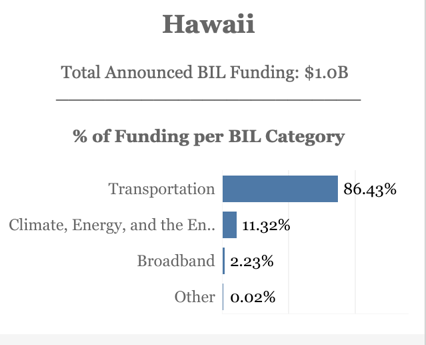 Hawaii
Total Announced BIL Funding: $1.0B
% of Funding per BIL Category
Transportation 86.43%
Climate, Energy, and the En.. 11.32%
Broadband 2.23%
Other 0.02%